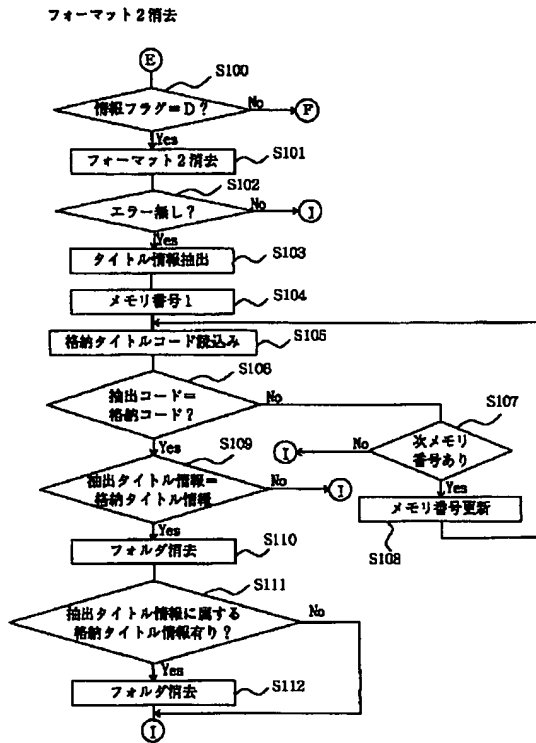 フォーマット2消去
E
S100
情報フラグ=D?
No
F
Yes
フォーマット2消去
S101
S102
エラー無し?
No
I
Yes
タイトル情報抽出
S103
メモリ番号1
S104
格納タイトルコード読込み
S105
S106
抽出コード=
格納コード?
No
S107
次メモリ
番号あり
No
I
Yes
メモリ番号更新
S108
Yes
S109
抽出タイトル情報=
格納タイトル情報
No
I
Yes
フォルダ消去
S110
S111
抽出タイトル情報に属する
格納タイトル情報有り?
No
Yes
フォルダ消去
S112
I